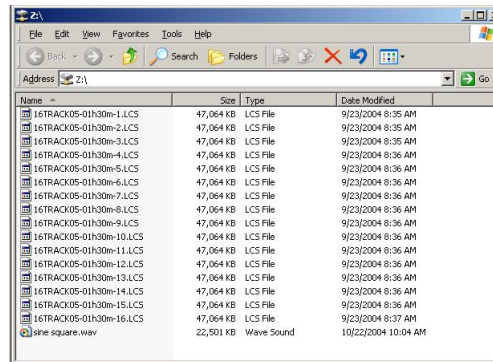 Z:\
File Edit View Favorites Tools Help
Back Search Folders
Address Z:\ Go
Name Size Type Date Modified
16TRACK05-01h30m-1.LCS 47,064 KB LCS File 9/23/2004 8:35 AM
16TRACK05-01h30m-2.LCS 47,064 KB LCS File 9/23/2004 8:35 AM
16TRACK05-01h30m-3.LCS 47,064 KB LCS File 9/23/2004 8:35 AM
16TRACK05-01h30m-4.LCS 47,064 KB LCS File 9/23/2004 8:35 AM
16TRACK05-01h30m-5.LCS 47,064 KB LCS File 9/23/2004 8:36 AM
16TRACK05-01h30m-6.LCS 47,064 KB LCS File 9/23/2004 8:36 AM
16TRACK05-01h30m-7.LCS 47,064 KB LCS File 9/23/2004 8:36 AM
16TRACK05-01h30m-8.LCS 47,064 KB LCS File 9/23/2004 8:36 AM
16TRACK05-01h30m-9.LCS 47,064 KB LCS File 9/23/2004 8:36 AM
16TRACK05-01h30m-10.LCS 47,064 KB LCS File 9/23/2004 8:36 AM
16TRACK05-01h30m-11.LCS 47,064 KB LCS File 9/23/2004 8:36 AM
16TRACK05-01h30m-12.LCS 47,064 KB LCS File 9/23/2004 8:36 AM
16TRACK05-01h30m-13.LCS 47,064 KB LCS File 9/23/2004 8:36 AM
16TRACK05-01h30m-14.LCS 47,064 KB LCS File 9/23/2004 8:36 AM
16TRACK05-01h30m-15.LCS 47,064 KB LCS File 9/23/2004 8:36 AM
16TRACK05-01h30m-16.LCS 47,064 KB LCS File 9/23/2004 8:37 AM
sine square.wav 22,501 KB Wave Sound 10/22/2004 10:04 AM